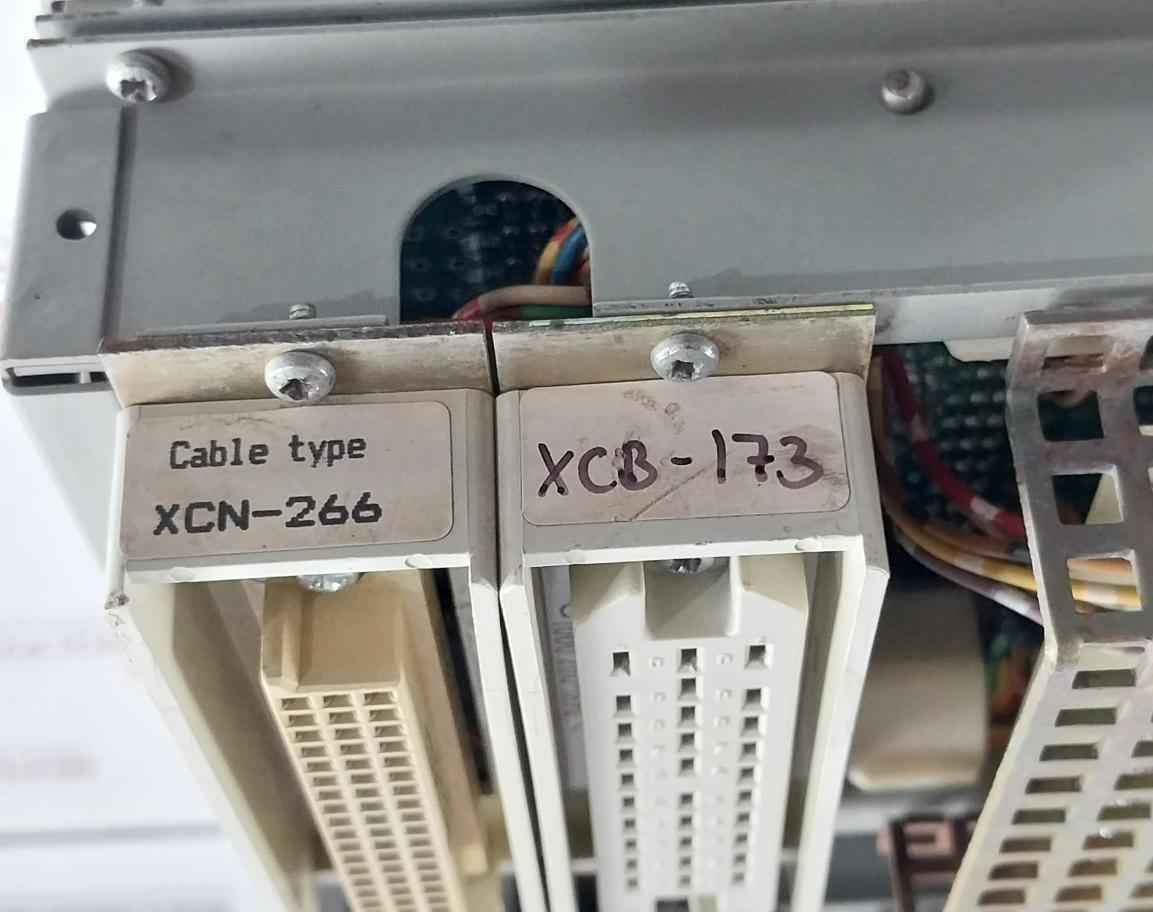 Cable type
XCN-266
XCB-173